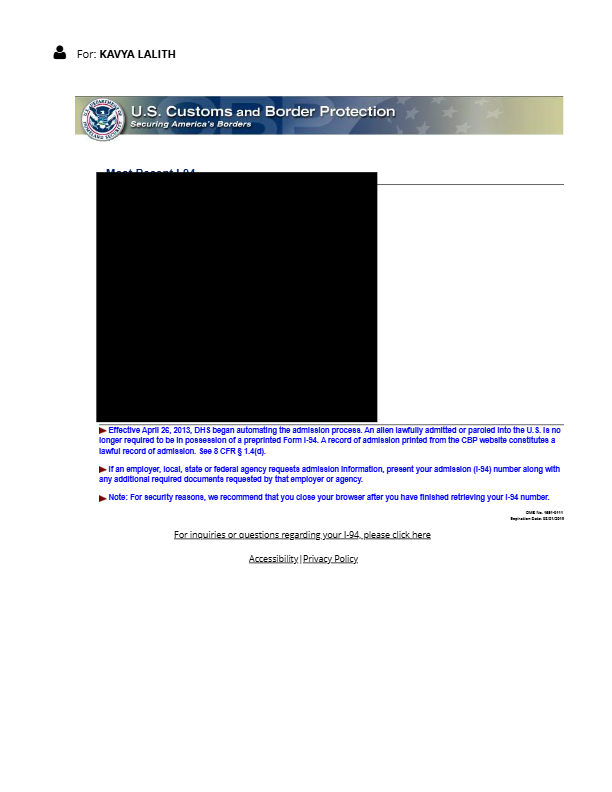 For: KAVYA LALITH
U.S. Customs and Border Protection
Securing America's Borders
Most Recent I-94
► Effective April 26, 2013, DHS began automating the admission process. An alien lawfully admitted or paroled into the U.S. is no
longer required to be in possession of a preprinted Form I-94. A record of admission printed from the CBP website constitutes a
lawful record of admission. See 8 CFR § 1.4(d).
► If an employer, local, state or federal agency requests admission information, present your admission (I-94) number along with
any additional required documents requested by that employer or agency.
► Note: For security reasons, we recommend that you close your browser after you have finished retrieving your I-94 number.
OMB No. 1651-0111
For inquiries or questions regarding your I-94, please click here
Accessibility|Privacy Policy